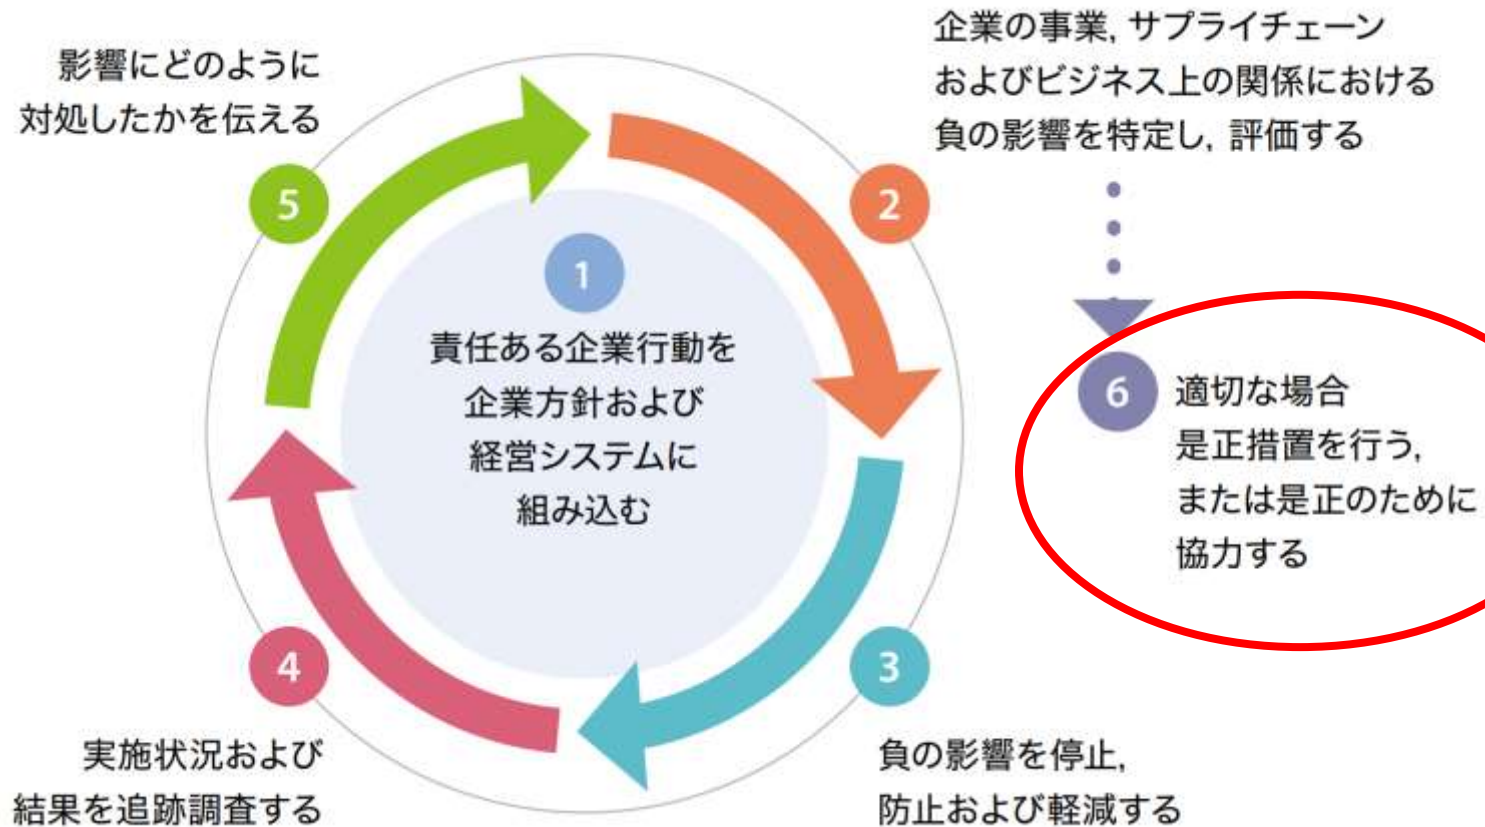 影響にどのように
対処したかを伝える
企業の事業, サプライチェーン
およびビジネス上の関係における
負の影響を特定し, 評価する
5
2
1
責任ある企業行動を
企業方針および
経営システムに
組み込む
6
適切な場合
是正措置を行う,
または是正のために
協力する
4
3
実施状況および
結果を追跡調査する
負の影響を停止,
防止および軽減する